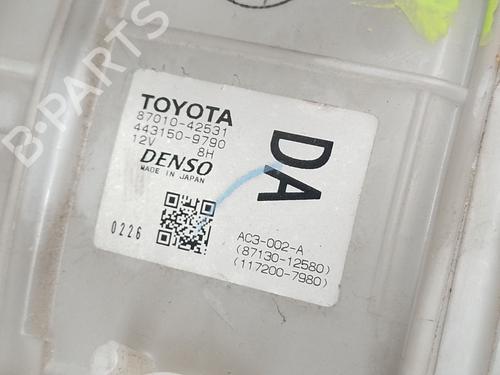 B-PARTS
TOYOTA
87010-42531
443150-9790
12V 8H
DENSO
MADE IN JAPAN
DA
0226
AC3-002-A
(87130-12580)
(117200-7980)